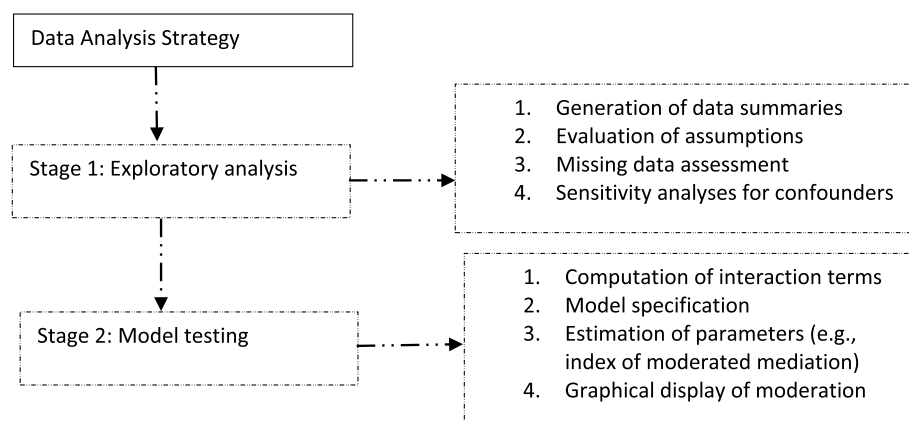 Data Analysis Strategy
Stage 1: Exploratory analysis
1. Generation of data summaries
2. Evaluation of assumptions
3. Missing data assessment
4. Sensitivity analyses for confounders
Stage 2: Model testing
1. Computation of interaction terms
2. Model specification
3. Estimation of parameters (e.g.,
index of moderated mediation)
4. Graphical display of moderation